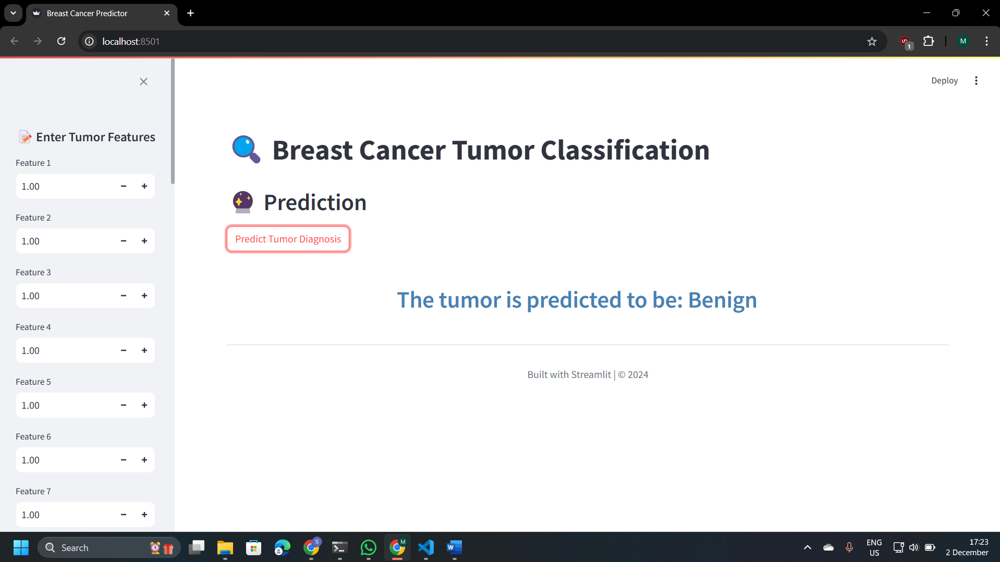 Breast Cancer Predictor
localhost:8501
1
M
Deploy
Enter Tumor Features
Feature 1
1.00
Feature 2
1.00
Feature 3
1.00
Feature 4
1.00
Feature 5
1.00
Feature 6
1.00
Feature 7
1.00
Breast Cancer Tumor Classification
Prediction
Predict Tumor Diagnosis
The tumor is predicted to be: Benign
Built with Streamlit | © 2024
Search
S
M
W
ENG
US
17:23
2 December